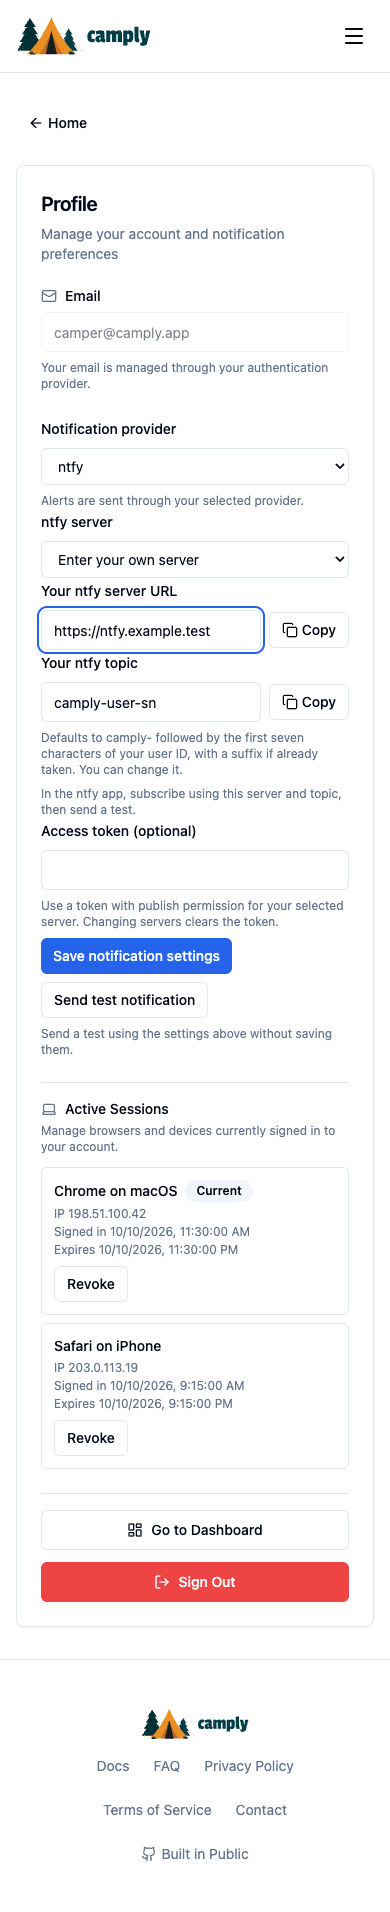 camply
Home
Profile
Manage your account and notification
preferences
Email
camper@camply.app
Your email is managed through your authentication
provider.
Notification provider
ntfy
Alerts are sent through your selected provider.
ntfy server
Enter your own server
Your ntfy server URL
https://ntfy.example.test
Copy
Your ntfy topic
camply-user-sn
Copy
Defaults to camply- followed by the first seven
characters of your user ID, with a suffix if already
taken. You can change it.
In the ntfy app, subscribe using this server and topic,
then send a test.
Access token (optional)
Use a token with publish permission for your selected
server. Changing servers clears the token.
Save notification settings
Send test notification
Send a test using the settings above without saving
them.
Active Sessions
Manage browsers and devices currently signed in to
your account.
Chrome on macOS Current
IP 198.51.100.42
Signed in 10/10/2026, 11:30:00 AM
Expires 10/10/2026, 11:30:00 PM
Revoke
Safari on iPhone
IP 203.0.113.19
Signed in 10/10/2026, 9:15:00 AM
Expires 10/10/2026, 9:15:00 PM
Revoke
Go to Dashboard
Sign Out
camply
Docs FAQ Privacy Policy
Terms of Service Contact
Built in Public